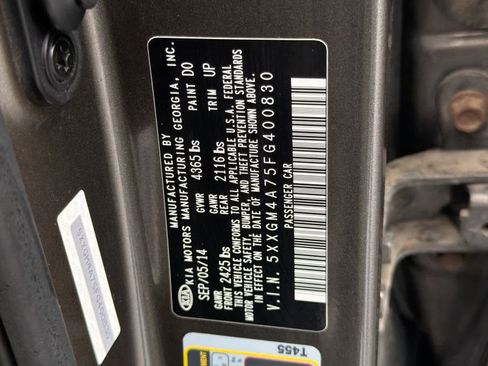 MANUFACTURED BY
KIA KIA MOTORS MANUFACTURING GEORGIA, INC.
SEP/05/14 GVWR 4365 lbs PAINT DO
GAWR FRONT 2425 lbs GAWR REAR 2116 lbs TRIM UP
THIS VEHICLE CONFORMS TO ALL APPLICABLE U.S.A. FEDERAL
MOTOR VEHICLE SAFETY, BUMPER, AND THEFT PREVENTION STANDARDS
IN EFFECT ON THE DATE OF MANUFACTURE SHOWN ABOVE.
V.I.N. 5XXGM4A75FG400830
PASSENGER CAR
T455